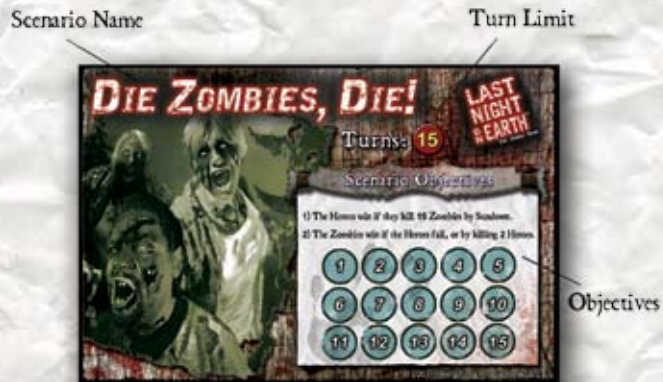 Scenario Name
Turn Limit
DIE ZOMBIES, DIE!
LAST
NIGHT
ON EARTH
Turns: 15
Scenario Objectives
1) The Heroes win if they kill 15 Zombies by Sundown.
2) The Zombies win if the Heroes fail, or by killing 2 Heroes.
1 2 3 4 5
6 7 8 9 10
11 12 13 14 15
Objectives